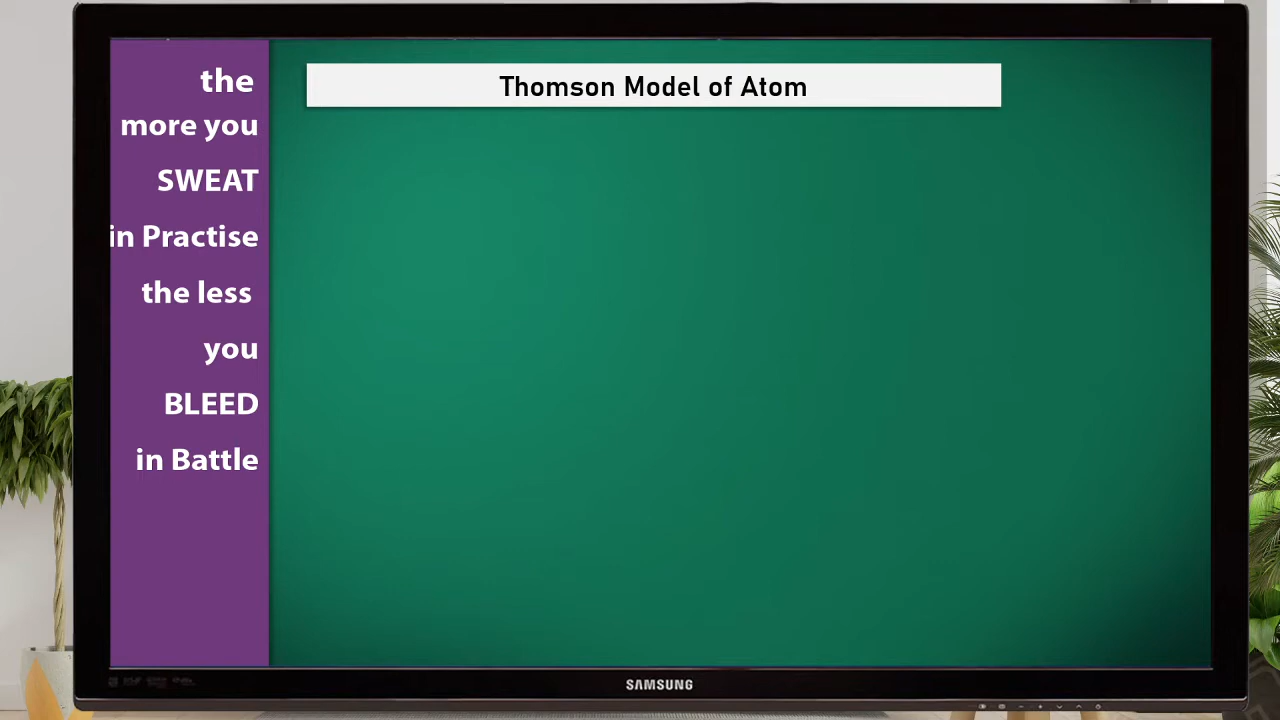 the
more you
SWEAT
in Practise
the less
you
BLEED
in Battle
Thomson Model of Atom
SAMSUNG